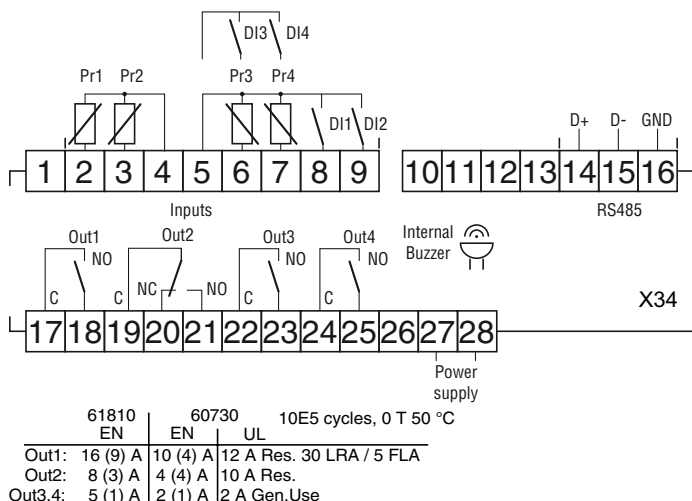 DI3 DI4
Pr1 Pr2 Pr3 Pr4
DI1 DI2
D+ D- GND
1 2 3 4 5 6 7 8 9 10 11 12 13 14 15 16
Inputs RS485
Out1 Out2 Out3 Out4 Internal
Buzzer
NO NO NO
C C NC NO C C
X34
17 18 19 20 21 22 23 24 25 26 27 28
Power
supply
61810 60730 10E5 cycles, 0 T 50 °C
EN EN UL
Out1: 16 (9) A 10 (4) A 12 A Res. 30 LRA / 5 FLA
Out2: 8 (3) A 4 (4) A 10 A Res.
Out3,4: 5 (1) A 2 (1) A 2 A Gen.Use